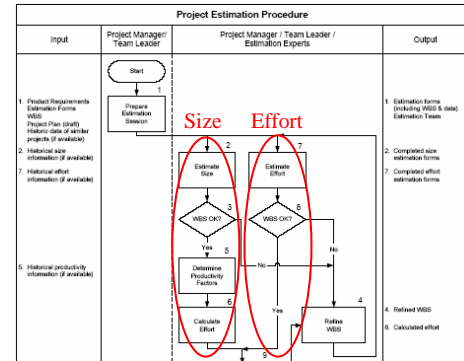 Project Estimation Procedure
Input
Project Manager/
Team Leader
Project Manager / Team Leader /
Estimation Experts
Output
Start
1
Prepare
Estimation
Session
1. Product Requirements
Estimation Forms
WBS
Project Plan (draft)
Historic data of similar
projects (if available)
2. Historical size
information (if available)
7. Historical effort
information (if available)
5. Historical productivity
information (if available)
Size
Effort
2
Estimate
Size
7
Estimate
Effort
3
WBS OK?
8
WBS OK?
Yes
No
No
5
Determine
Productivity
Factors
6
Calculate
Effort
Yes
4
Refine
WBS
9
1. Estimation forms
(including WBS & data)
Estimation Team
2. Completed size
estimation forms
7. Completed effort
estimation forms
4. Refined WBS
6. Calculated effort